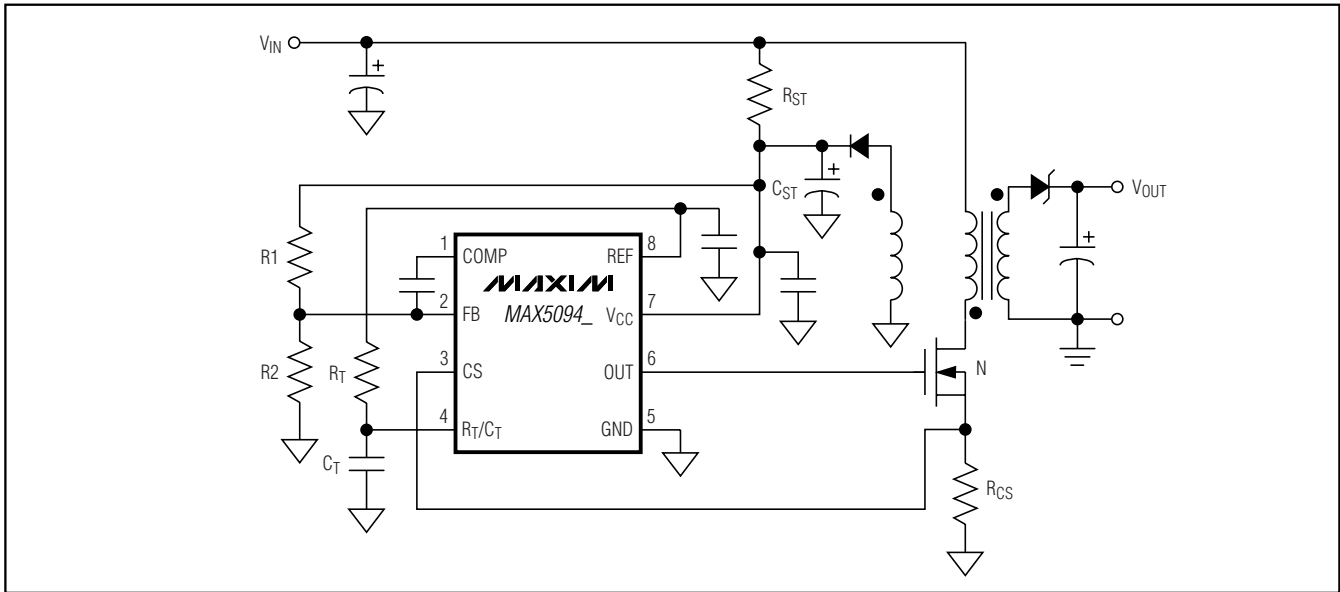 VIN
+
RST
+
CST
VOUT
+
R1
1
COMP
8
REF
MAXIM
MAX5094_
2
FB
7
VCC
R2
RT
3
CS
6
OUT
N
4
RT/CT
5
GND
CT
RCS